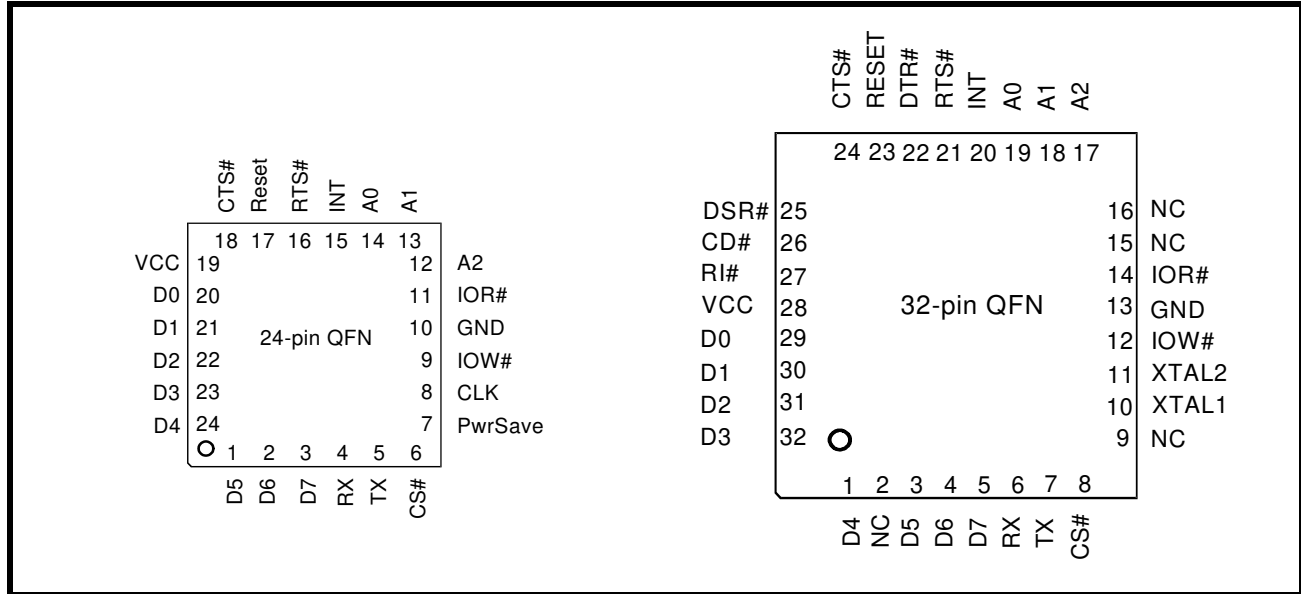 CTS# Reset RTS# INT A0 A1
18 17 16 15 14 13
VCC 19 12 A2
D0 20 11 IOR#
D1 21 10 GND
24-pin QFN
D2 22 9 IOW#
D3 23 8 CLK
D4 24 7 PwrSave
1 2 3 4 5 6
D5 D6 D7 RX TX CS#
CTS# RESET DTR# RTS# INT A0 A1 A2
24 23 22 21 20 19 18 17
DSR# 25 16 NC
CD# 26 15 NC
RI# 27 14 IOR#
VCC 28 32-pin QFN 13 GND
D0 29 12 IOW#
D1 30 11 XTAL2
D2 31 10 XTAL1
D3 32 9 NC
1 2 3 4 5 6 7 8
D4 NC D5 D6 D7 RX TX CS#